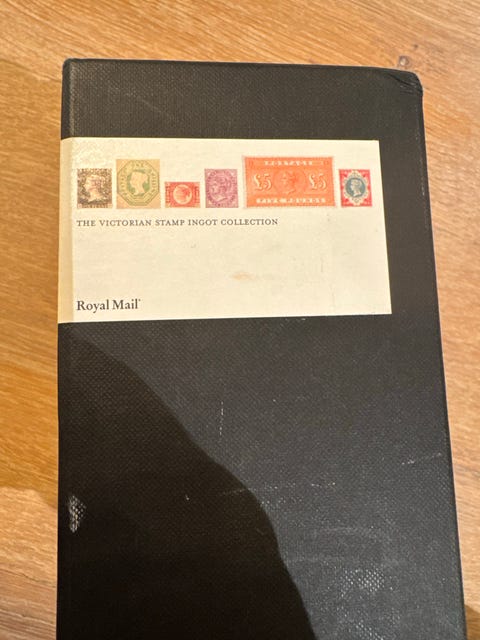 £5 £5
THE VICTORIAN STAMP INGOT COLLECTION
Royal Mail